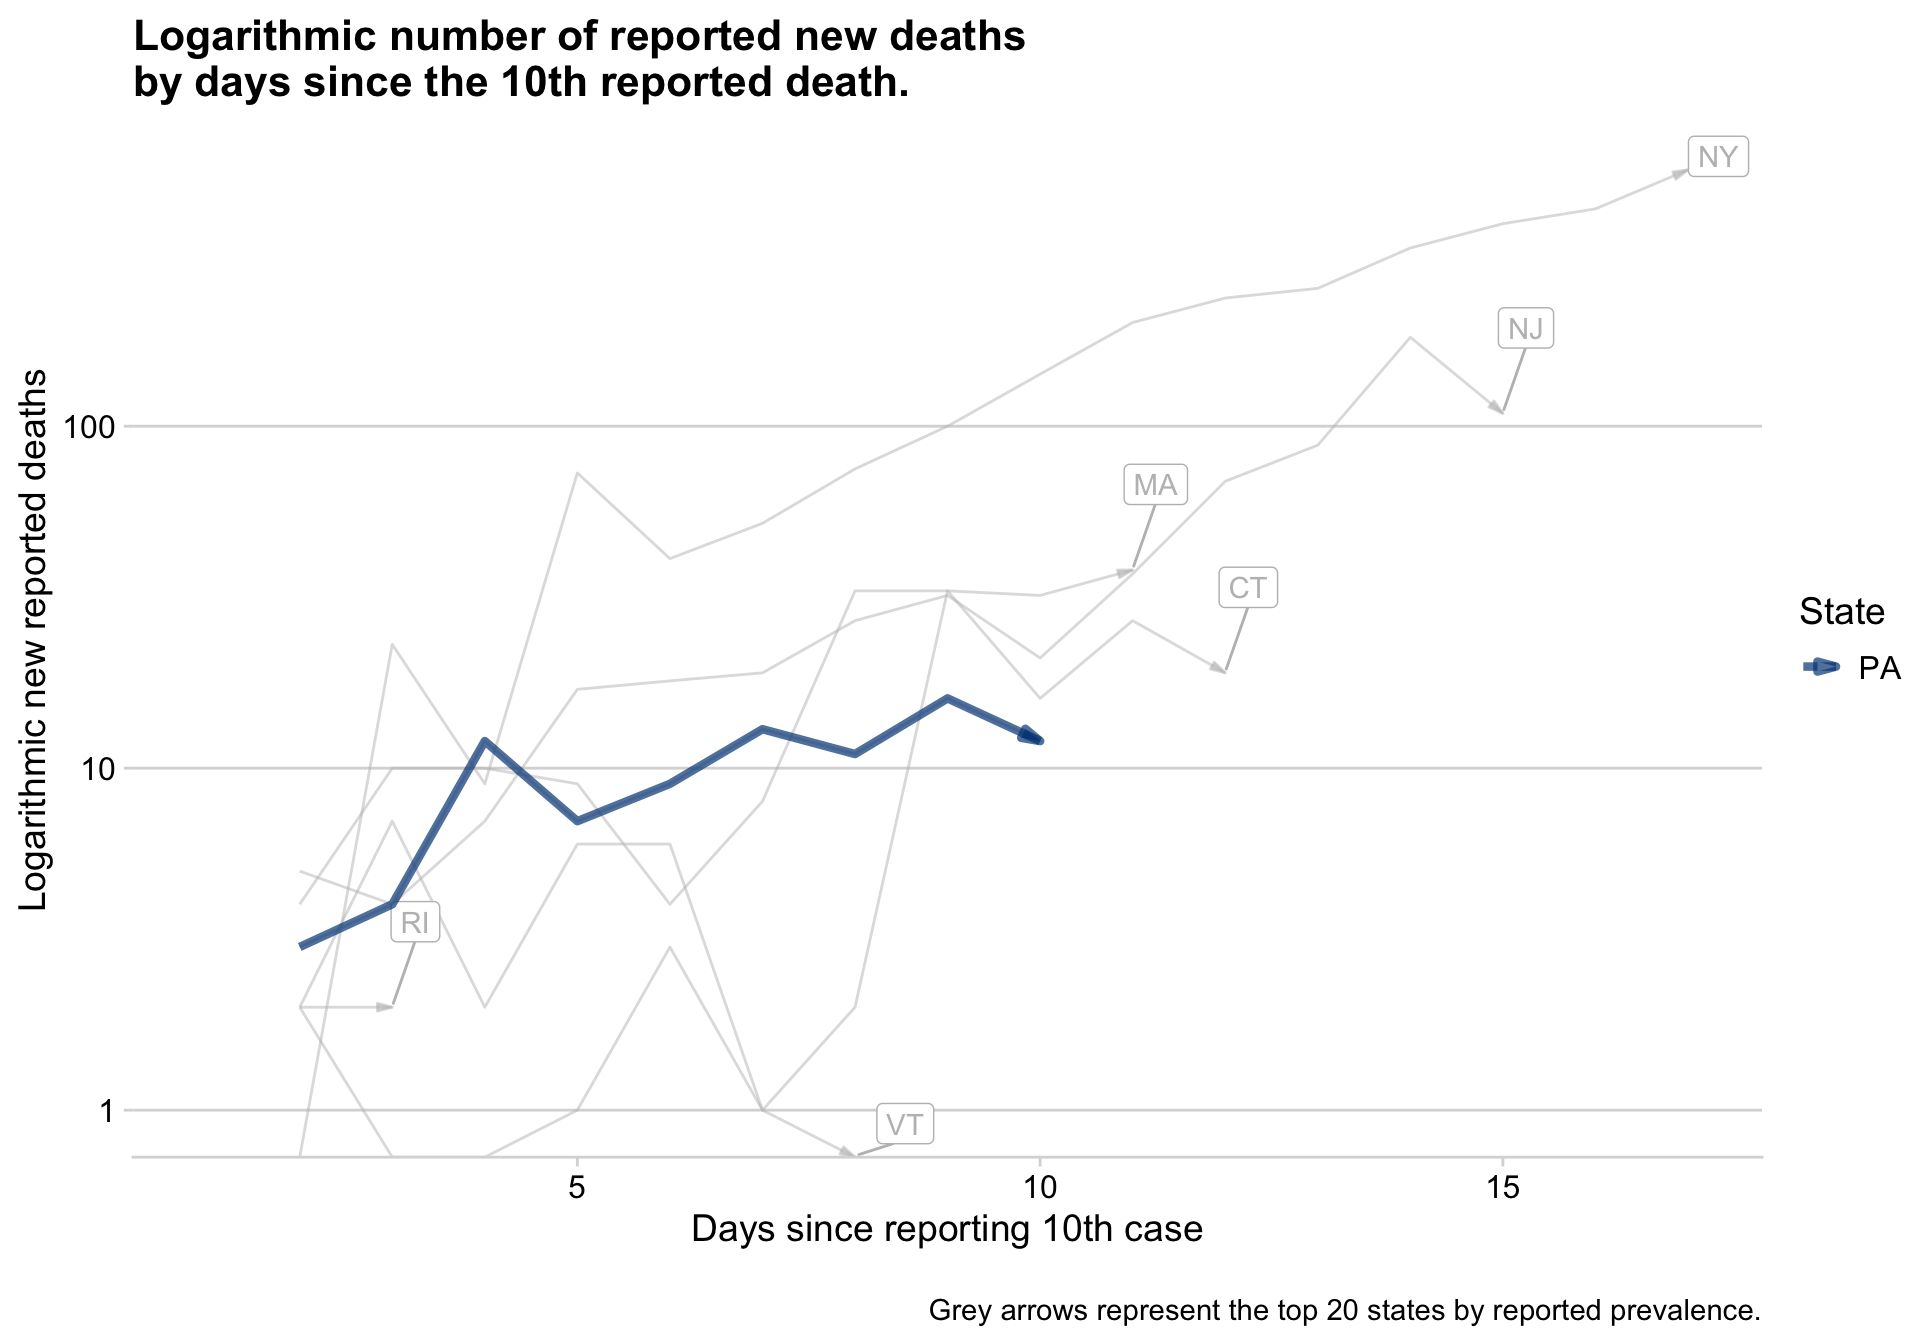 Logarithmic number of reported new deaths
by days since the 10th reported death.
NY
NJ
100
MA
CT
Logarithmic new reported deaths
State
PA
10
RI
1
VT
5
10
15
Days since reporting 10th case
Grey arrows represent the top 20 states by reported prevalence.